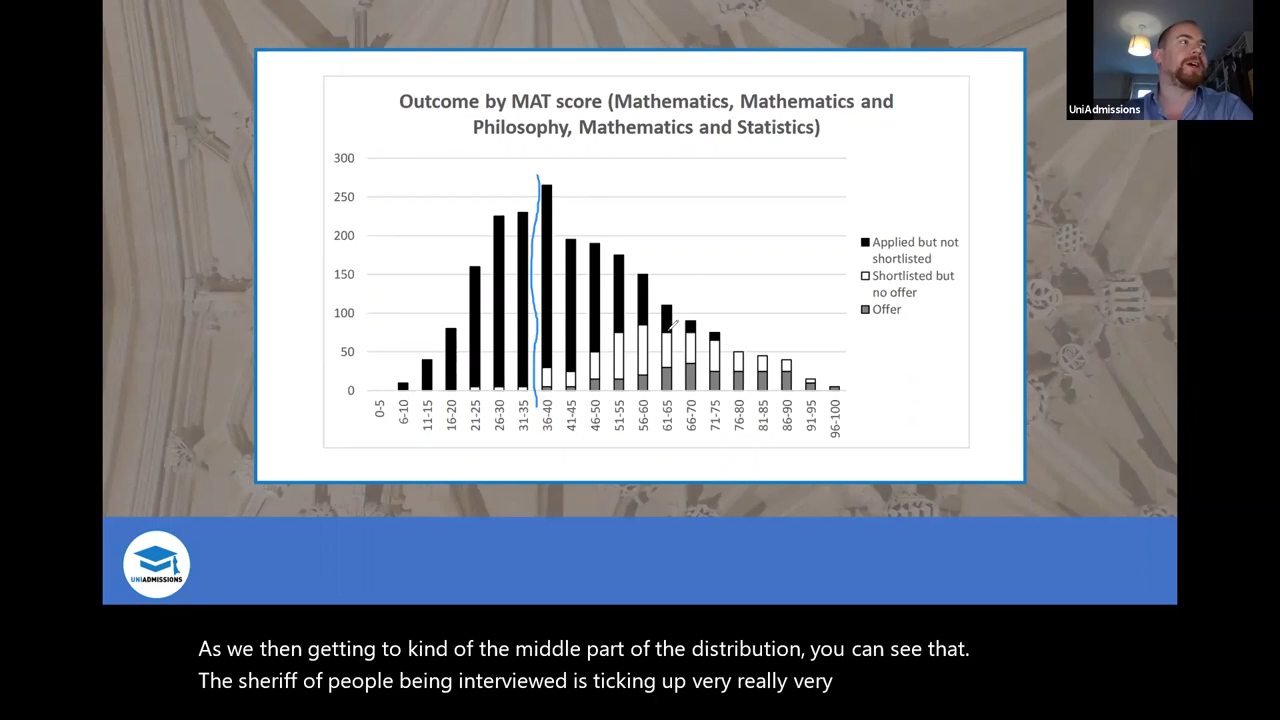 UniAdmissions
Outcome by MAT score (Mathematics, Mathematics and
Philosophy, Mathematics and Statistics)
300
250
200
150
100
50
0
0-5
6-10
11-15
16-20
21-25
26-30
31-35
36-40
41-45
46-50
51-55
56-60
61-65
66-70
71-75
76-80
81-85
86-90
91-95
96-100
Applied but not
shortlisted
Shortlisted but
no offer
Offer
UNIADMISSIONS
As we then getting to kind of the middle part of the distribution, you can see that.
The sheriff of people being interviewed is ticking up very really very